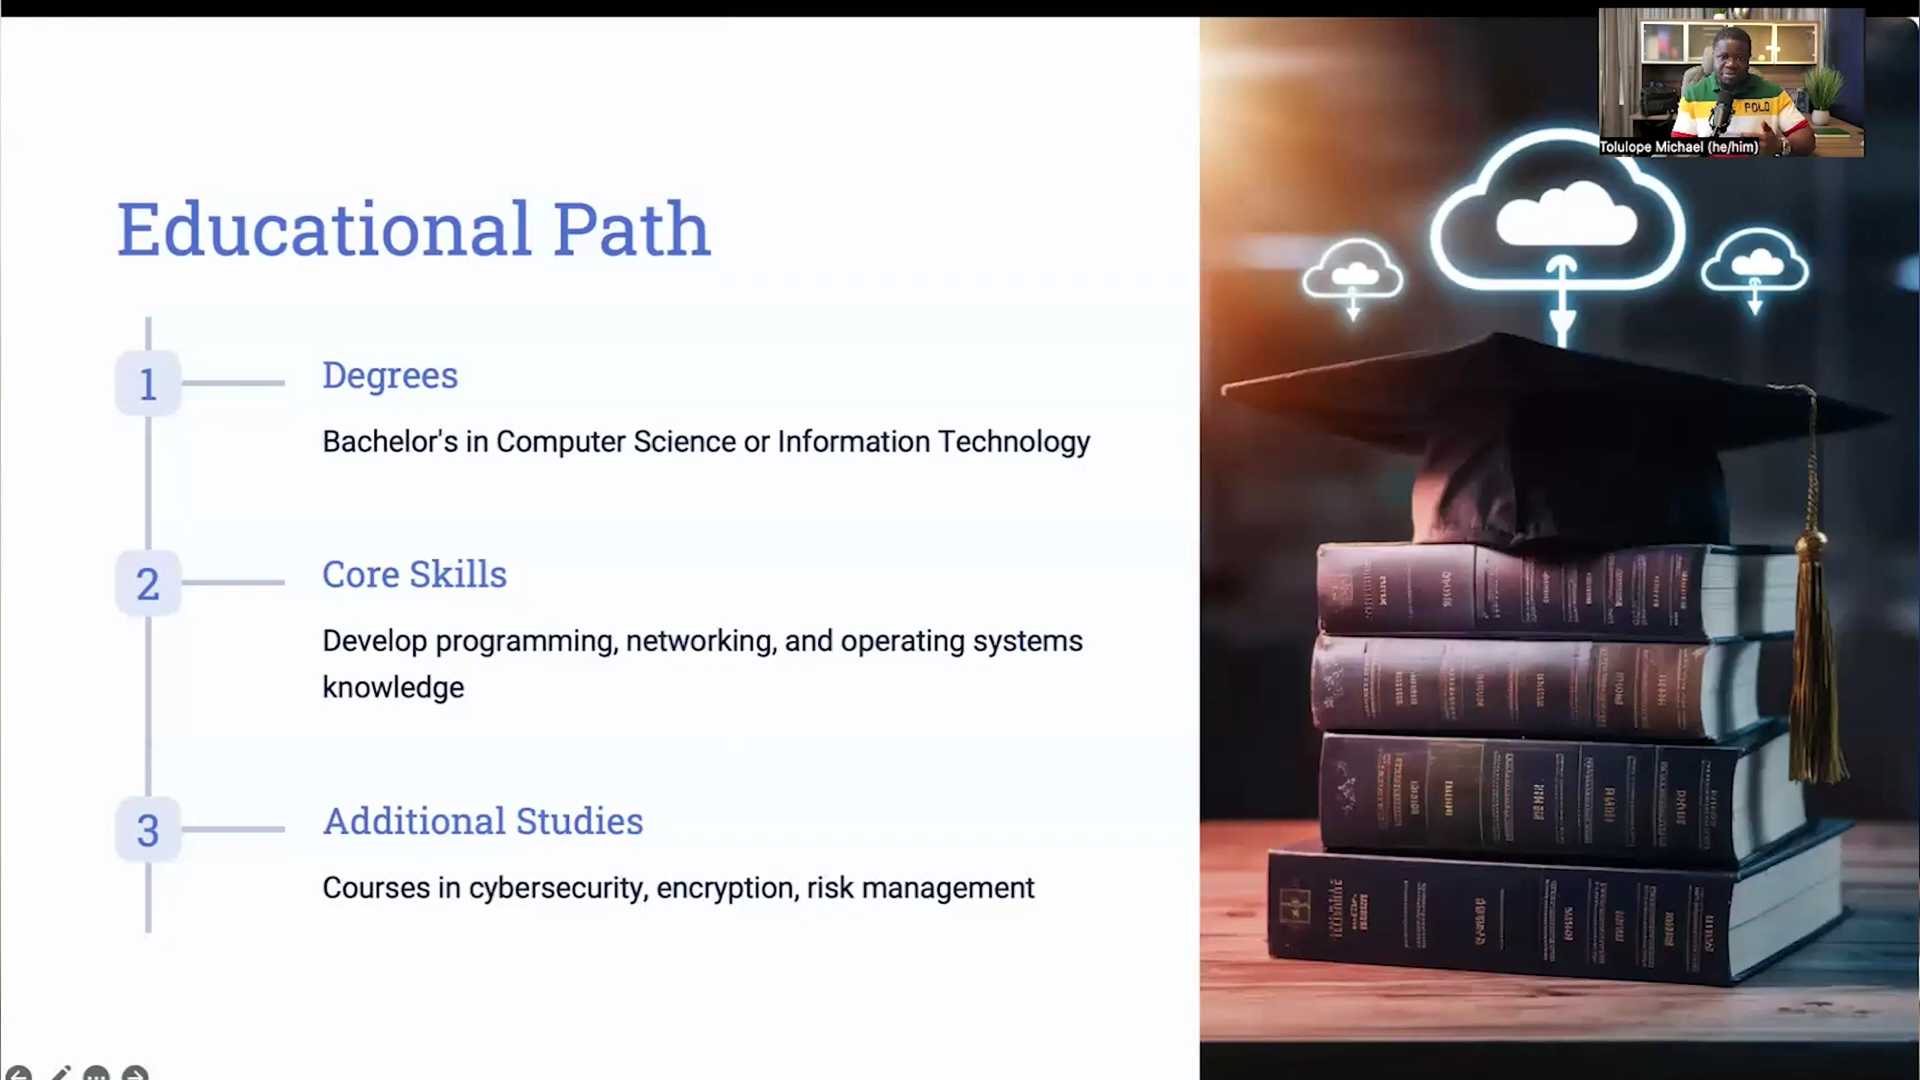 Educational Path
1
Degrees
Bachelor's in Computer Science or Information Technology
2
Core Skills
Develop programming, networking, and operating systems
knowledge
3
Additional Studies
Courses in cybersecurity, encryption, risk management
POLO
Tolulope Michael (he/him)